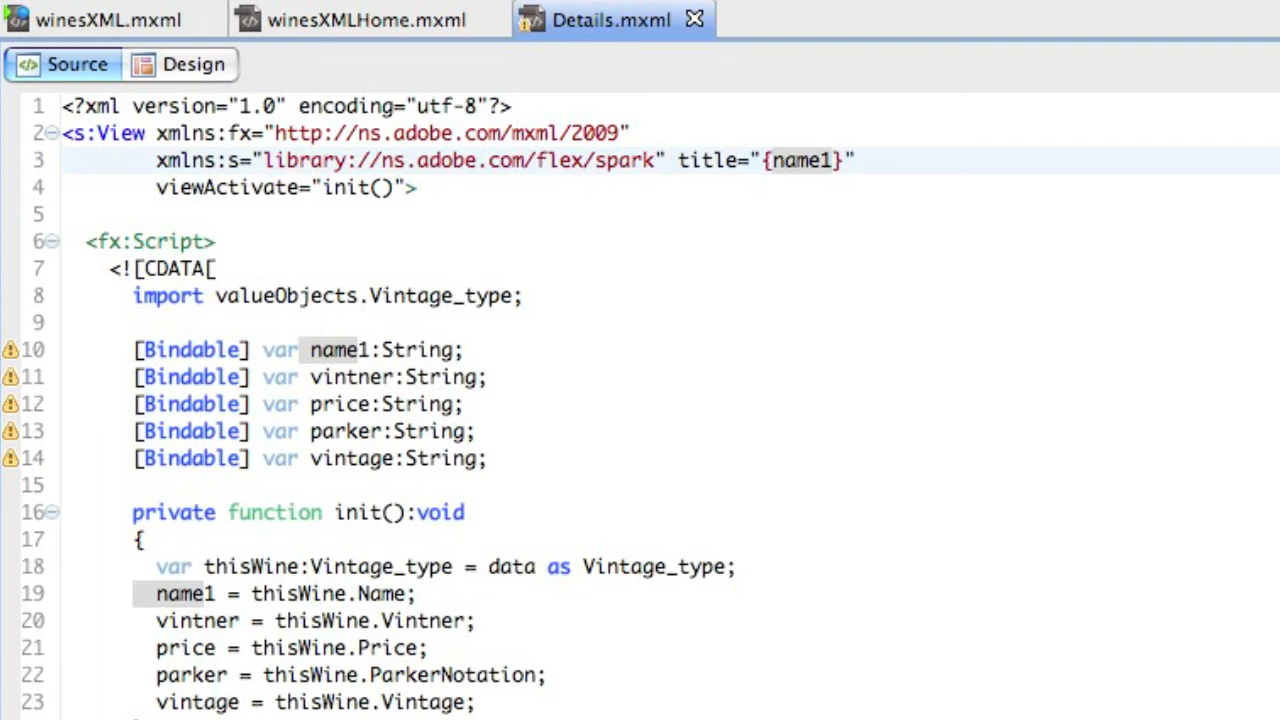 winesXML.mxml winesXMLHome.mxml Details.mxml
Source Design
1 <?xml version="1.0" encoding="utf-8"?>
2 <s:View xmlns:fx="http://ns.adobe.com/mxml/2009"
3 xmlns:s="library://ns.adobe.com/flex/spark" title="{name1}"
4 viewActivate="init()">
5
6 <fx:Script>
7 <![CDATA[
8 import valueObjects.Vintage_type;
9
10 [Bindable] var name1:String;
11 [Bindable] var vintner:String;
12 [Bindable] var price:String;
13 [Bindable] var parker:String;
14 [Bindable] var vintage:String;
15
16 private function init():void
17 {
18 var thisWine:Vintage_type = data as Vintage_type;
19 name1 = thisWine.Name;
20 vintner = thisWine.Vintner;
21 price = thisWine.Price;
22 parker = thisWine.ParkerNotation;
23 vintage = thisWine.Vintage;